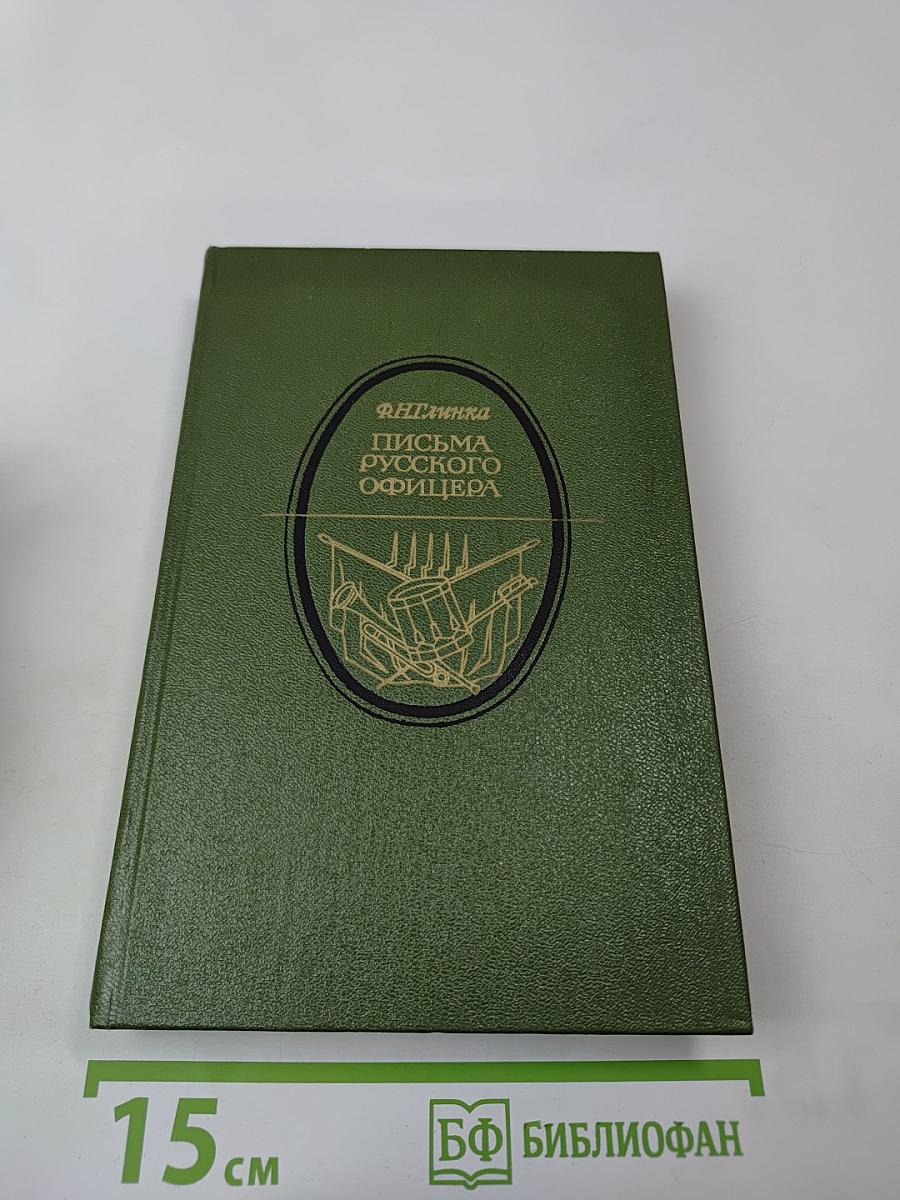 Ф.Н.Глинка
ПИСЬМА
РУССКОГО
ОФИЦЕРА
15 см
БФ БИБЛИОФАН